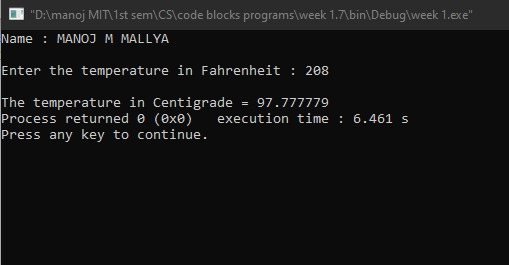 "D:\manoj MIT\1st sem\CS\code blocks programs\week 1.7\bin\Debug\week 1.exe"
Name : MANOJ M MALLYA
Enter the temperature in Fahrenheit : 208
The temperature in Centigrade = 97.777779
Process returned 0 (0x0)   execution time : 6.461 s
Press any key to continue.